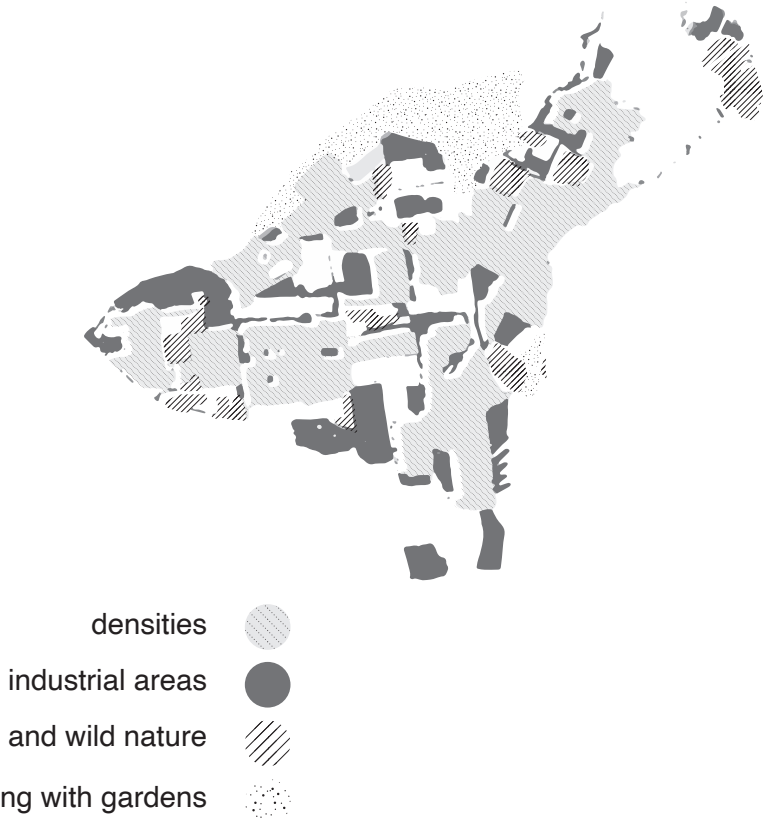 densities
industrial areas
and wild nature
ng with gardens